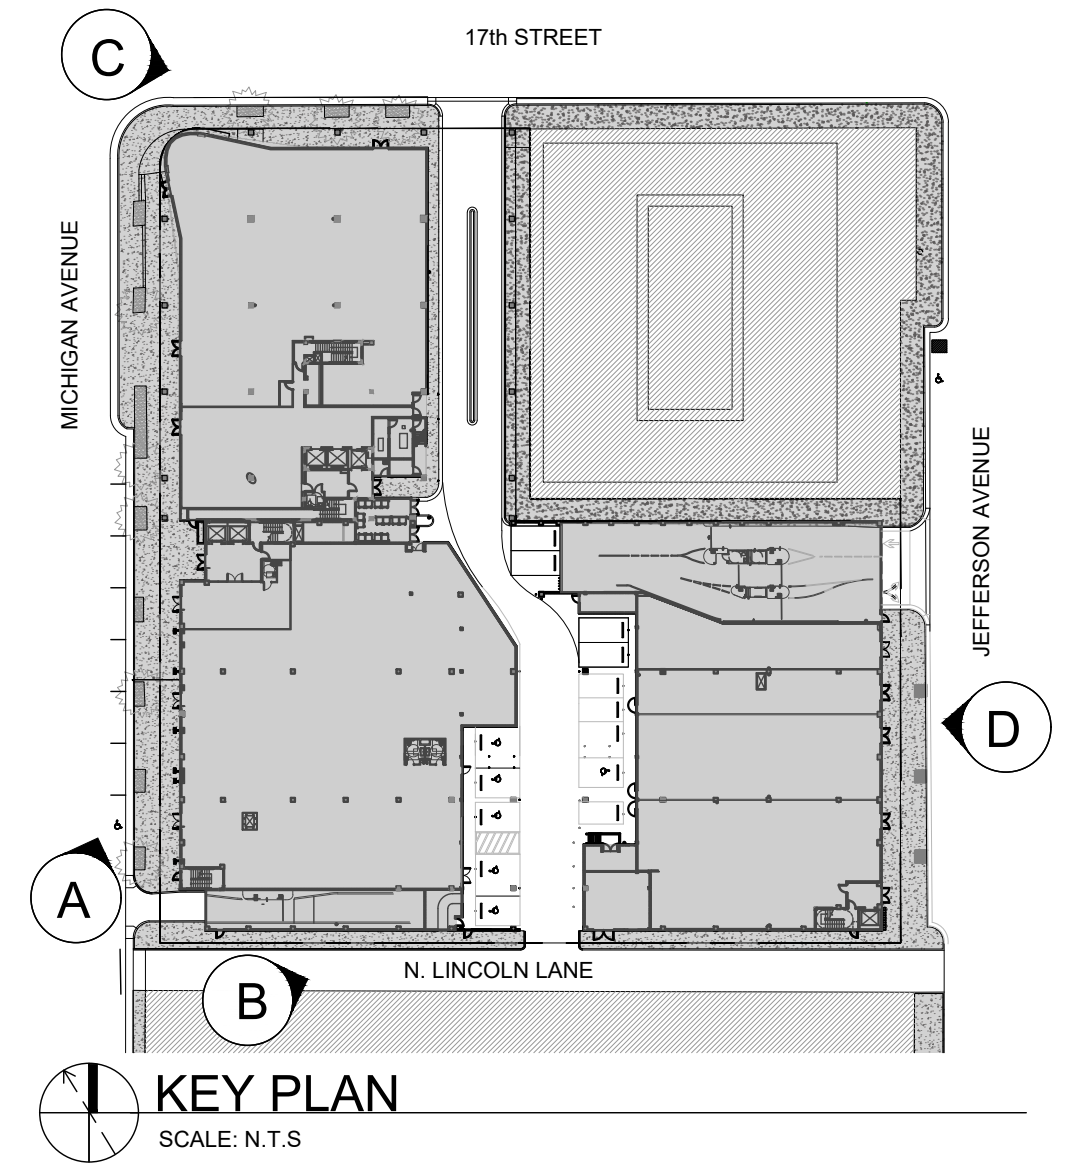 C
17th STREET
MICHIGAN AVENUE
JEFFERSON AVENUE
D
A
N. LINCOLN LANE
B
KEY PLAN
SCALE: N.T.S